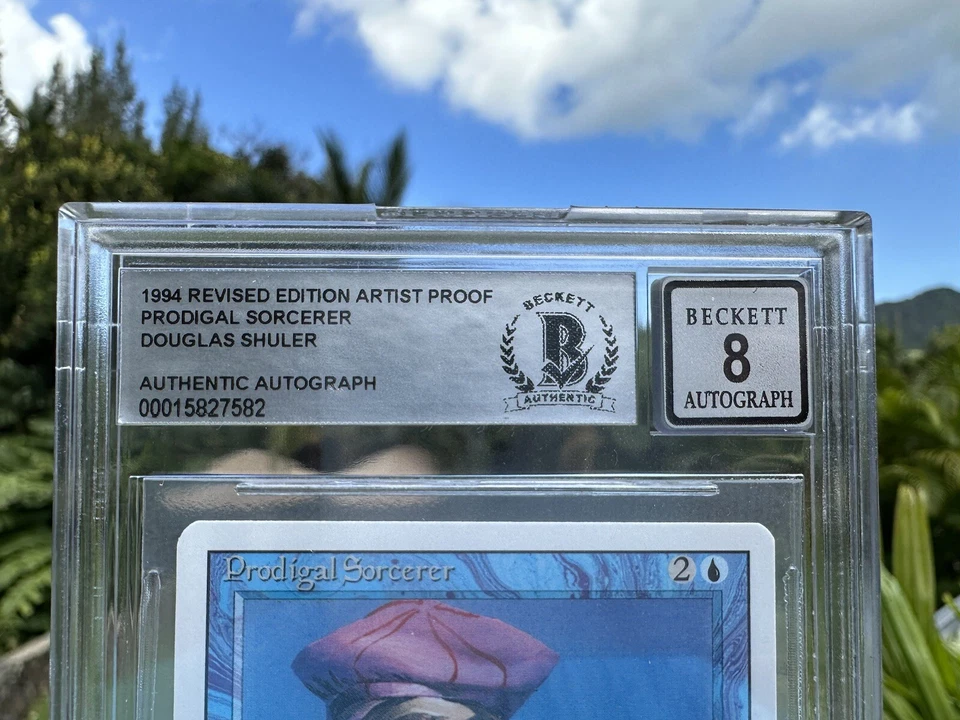 1994 REVISED EDITION ARTIST PROOF
PRODIGAL SORCERER
DOUGLAS SHULER
AUTHENTIC AUTOGRAPH
00015827582
BECKETT
B
AUTHENTIC
BECKETT
8
AUTOGRAPH
Prodigal Sorcerer
2